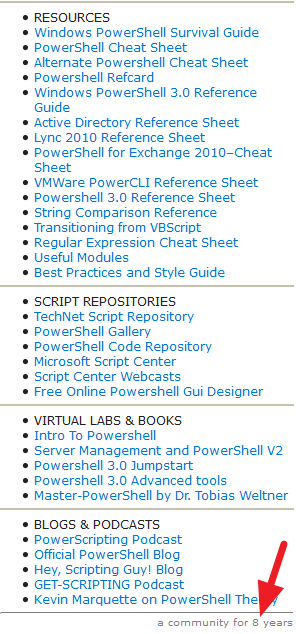 RESOURCES
Windows PowerShell Survival Guide
PowerShell Cheat Sheet
Alternate Powershell Cheat Sheet
Powershell Refcard
Windows PowerShell 3.0 Reference
Guide
Active Directory Reference Sheet
Lync 2010 Reference Sheet
PowerShell for Exchange 2010–Cheat
Sheet
VMWare PowerCLI Reference Sheet
Powershell 3.0 Reference Sheet
String Comparison Reference
Transitioning from VBScript
Regular Expression Cheat Sheet
Useful Modules
Best Practices and Style Guide
SCRIPT REPOSITORIES
TechNet Script Repository
PowerShell Gallery
PowerShell Code Repository
Microsoft Script Center
Script Center Webcasts
Free Online Powershell Gui Designer
VIRTUAL LABS & BOOKS
Intro To Powershell
Server Management and PowerShell V2
Powershell 3.0 Jumpstart
Powershell 3.0 Advanced tools
Master-PowerShell by Dr. Tobias Weltner
BLOGS & PODCASTS
PowerScripting Podcast
Official PowerShell Blog
Hey, Scripting Guy! Blog
GET-SCRIPTING Podcast
Kevin Marquette on PowerShell Theory
a community for 8 years